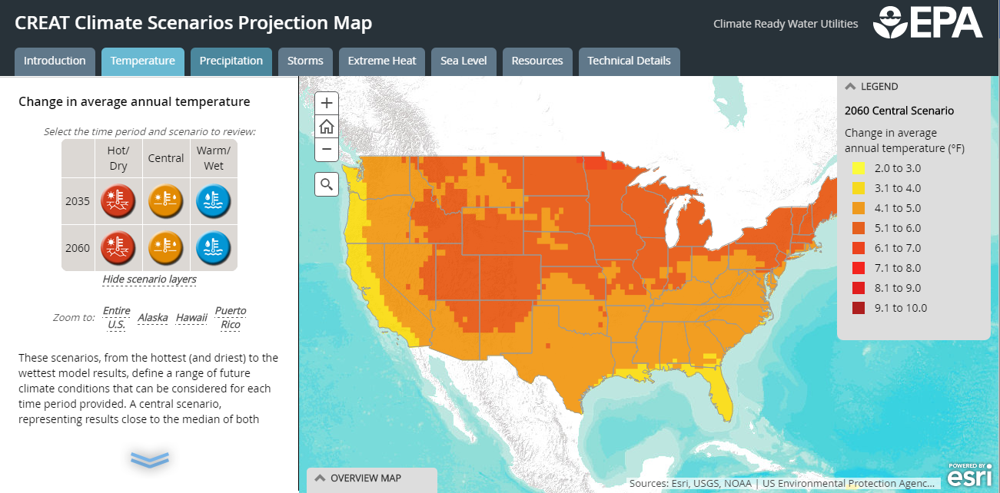 CREAT Climate Scenarios Projection Map
Climate Ready Water Utilities
EPA
Introduction
Temperature
Precipitation
Storms
Extreme Heat
Sea Level
Resources
Technical Details
Change in average annual temperature
Select the time period and scenario to review:
Hot/
Dry
Central
Warm/
Wet
2035
2060
Hide scenario layers
Zoom to:
Entire
U.S.
Alaska
Hawaii
Puerto
Rico
These scenarios, from the hottest (and driest) to the
wettest model results, define a range of future
climate conditions that can be considered for each
time period provided. A central scenario,
representing results close to the median of both
+
−
LEGEND
2060 Central Scenario
Change in average
annual temperature (°F)
2.0 to 3.0
3.1 to 4.0
4.1 to 5.0
5.1 to 6.0
6.1 to 7.0
7.1 to 8.0
8.1 to 9.0
9.1 to 10.0
OVERVIEW MAP
Sources: Esri, USGS, NOAA | US Environmental Protection Agenc...
POWERED BY
esri